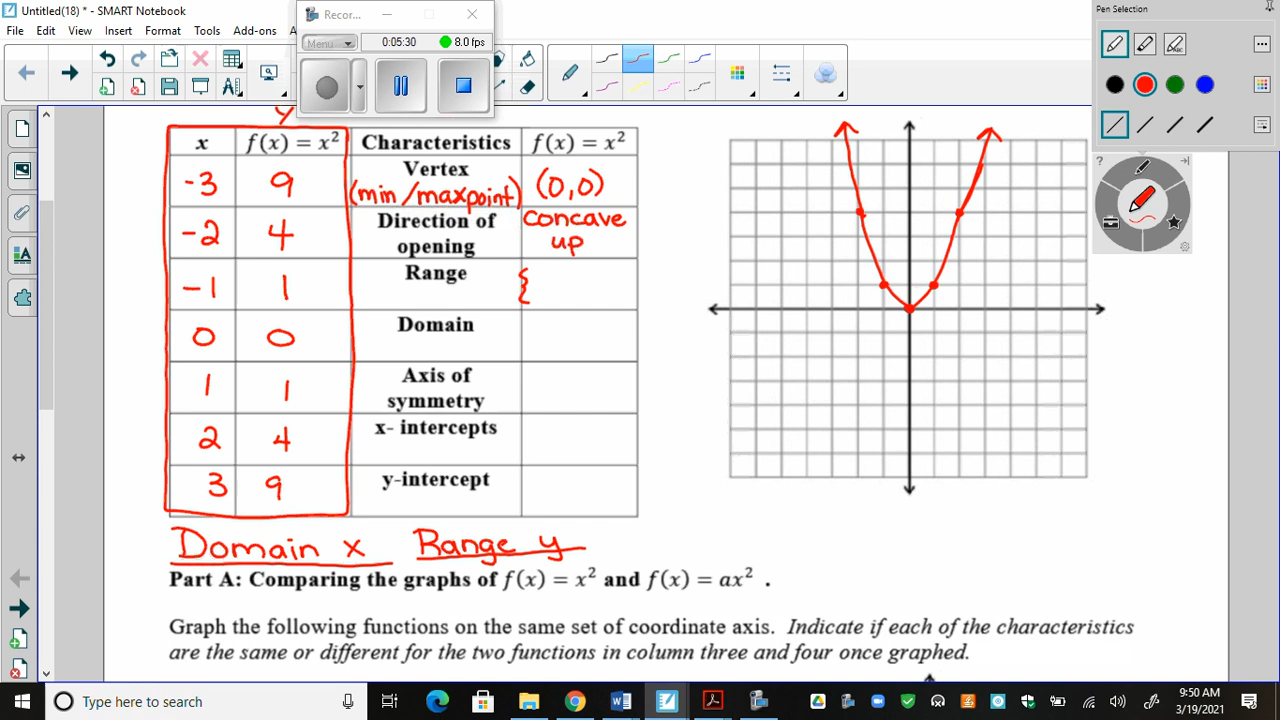 Untitled(18) * - SMART Notebook
Recor...
Pen Selection
File Edit View Insert Format Tools Add-ons
Menu 0:05:30 8.0 fps
?
y
x f(x) = x² Characteristics f(x) = x²
-3 9 Vertex (min/maxpoint) (0,0)
-2 4 Direction of opening concave up
-1 1 Range {
0 0 Domain
1 1 Axis of symmetry
2 4 x- intercepts
3 9 y-intercept
Domain x Range y
Part A: Comparing the graphs of f(x) = x² and f(x) = ax² .
Graph the following functions on the same set of coordinate axis. Indicate if each of the characteristics
are the same or different for the two functions in column three and four once graphed.
Type here to search
9:50 AM
3/19/2021